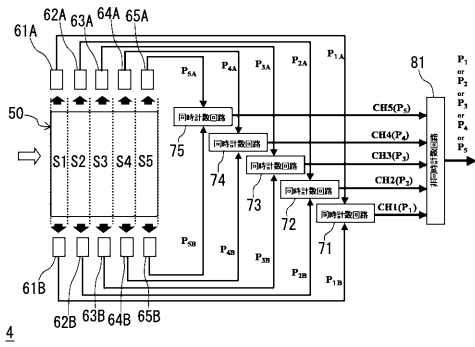 62A 64A
61A 63A 65A
P1A
P2A
P3A
P4A
P5A
81
P1
or
P2
or
P3
or
P4
or
P5
50
S1 S2 S3 S4 S5
同時計数回路
75
同時計数回路
74
同時計数回路
73
同時計数回路
72
同時計数回路
71
CH5(P5)
CH4(P4)
CH3(P3)
CH2(P2)
CH1(P1)
非同時計数回路
P5B
P4B
P3B
P2B
P1B
61B 63B 65B
62B 64B
4